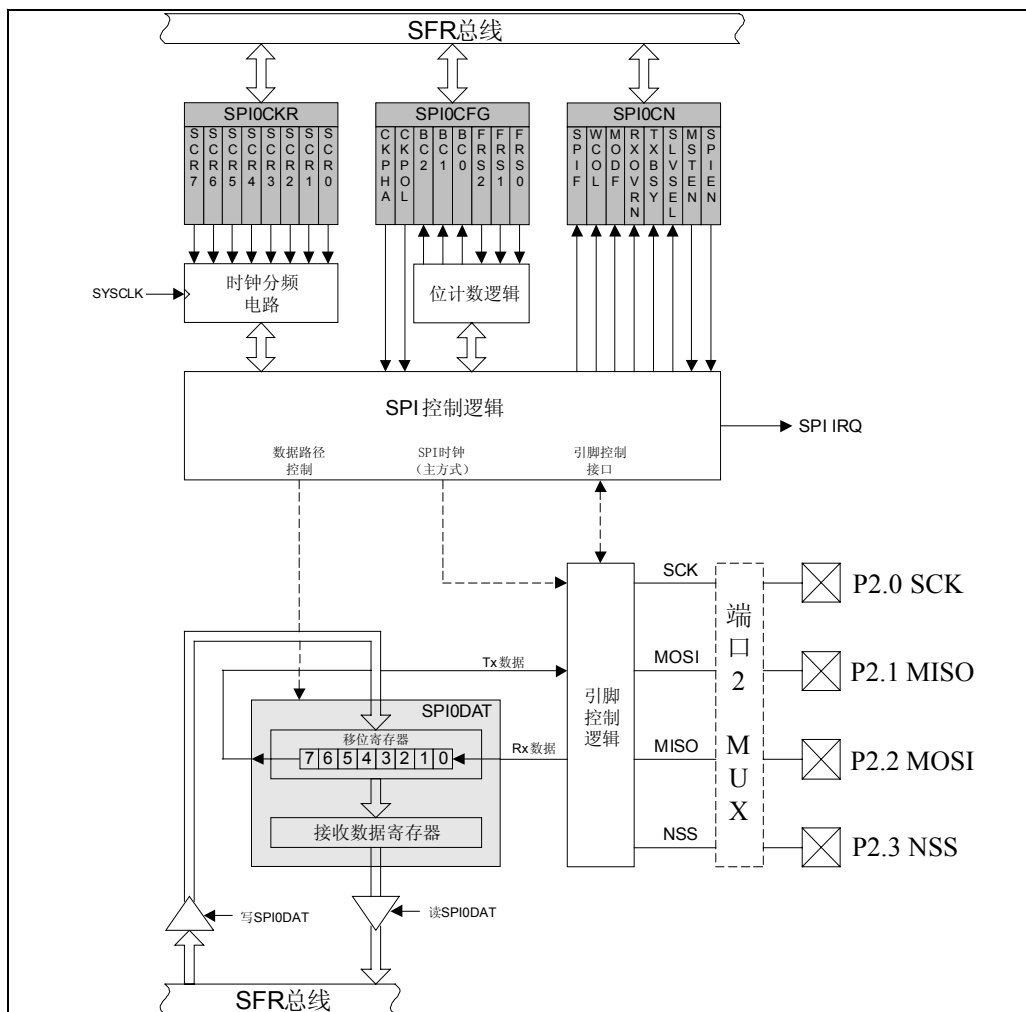 SFR总线
SPI0CKR
SCR7
SCR6
SCR5
SCR4
SCR3
SCR2
SCR1
SCR0
SPI0CFG
CKPHA
CKPOL
BC2
BC1
BC0
FRS2
FRS1
FRS0
SPI0CN
SPIF
WCOL
MODF
RXOVRN
TXBSY
SLVSEL
MSTEN
SPIEN
SYSCLK
时钟分频
电路
位计数逻辑
SPI控制逻辑
SPI IRQ
数据路径
控制
SPI时钟
(主方式)
引脚控制
接口
SCK
MOSI
MISO
NSS
引脚
控制
逻辑
端口2 MUX
P2.0 SCK
P2.1 MISO
P2.2 MOSI
P2.3 NSS
Tx数据
Rx数据
SPI0DAT
移位寄存器
7 6 5 4 3 2 1 0
接收数据寄存器
写SPI0DAT
读SPI0DAT
SFR总线